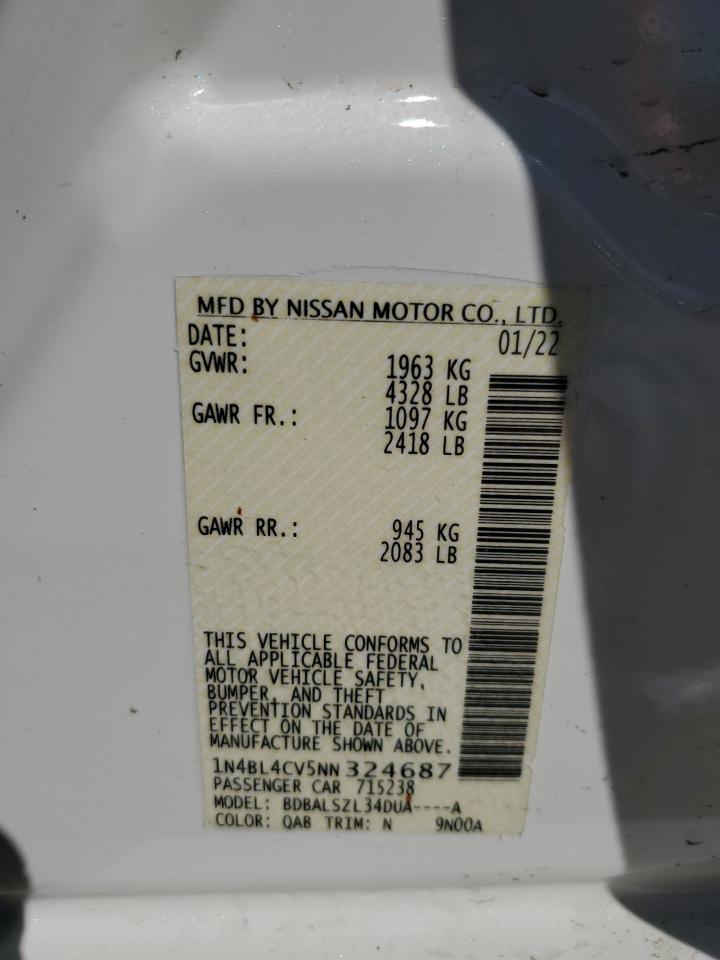 MFD BY NISSAN MOTOR CO., LTD.
DATE: 01/22
GVWR: 1963 KG
4328 LB
GAWR FR.: 1097 KG
2418 LB
GAWR RR.: 945 KG
2083 LB
THIS VEHICLE CONFORMS TO
ALL APPLICABLE FEDERAL
MOTOR VEHICLE SAFETY,
BUMPER, AND THEFT
PREVENTION STANDARDS IN
EFFECT ON THE DATE OF
MANUFACTURE SHOWN ABOVE.
1N4BL4CV5NN324687
PASSENGER CAR 715238
MODEL: BDBALSZL34DUA----A
COLOR: QAB TRIM: N 9N00A